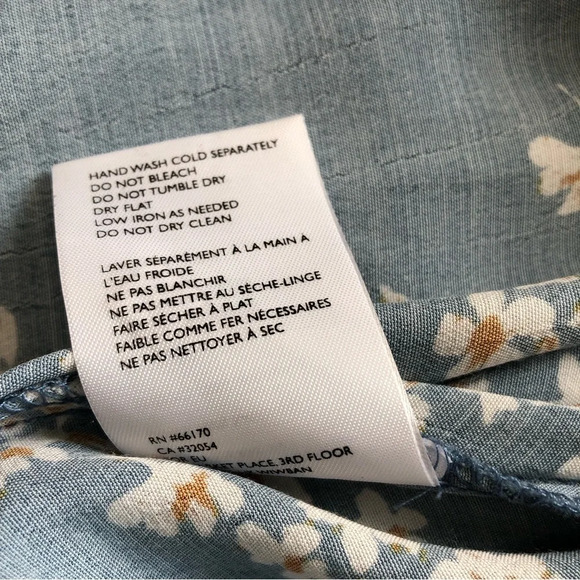 HAND WASH COLD SEPARATELY
DO NOT BLEACH
DO NOT TUMBLE DRY
DRY FLAT
LOW IRON AS NEEDED
DO NOT DRY CLEAN
LAVER SÉPARÉMENT À LA MAIN À
L'EAU FROIDE
NE PAS BLANCHIR
NE PAS METTRE AU SÈCHE-LINGE
FAIRE SÉCHER À PLAT
FAIBLE COMME FER NÉCESSAIRES
NE PAS NETTOYER À SEC
RN #66170
CA #32054
EU
PLACE, 3RD FLOOR